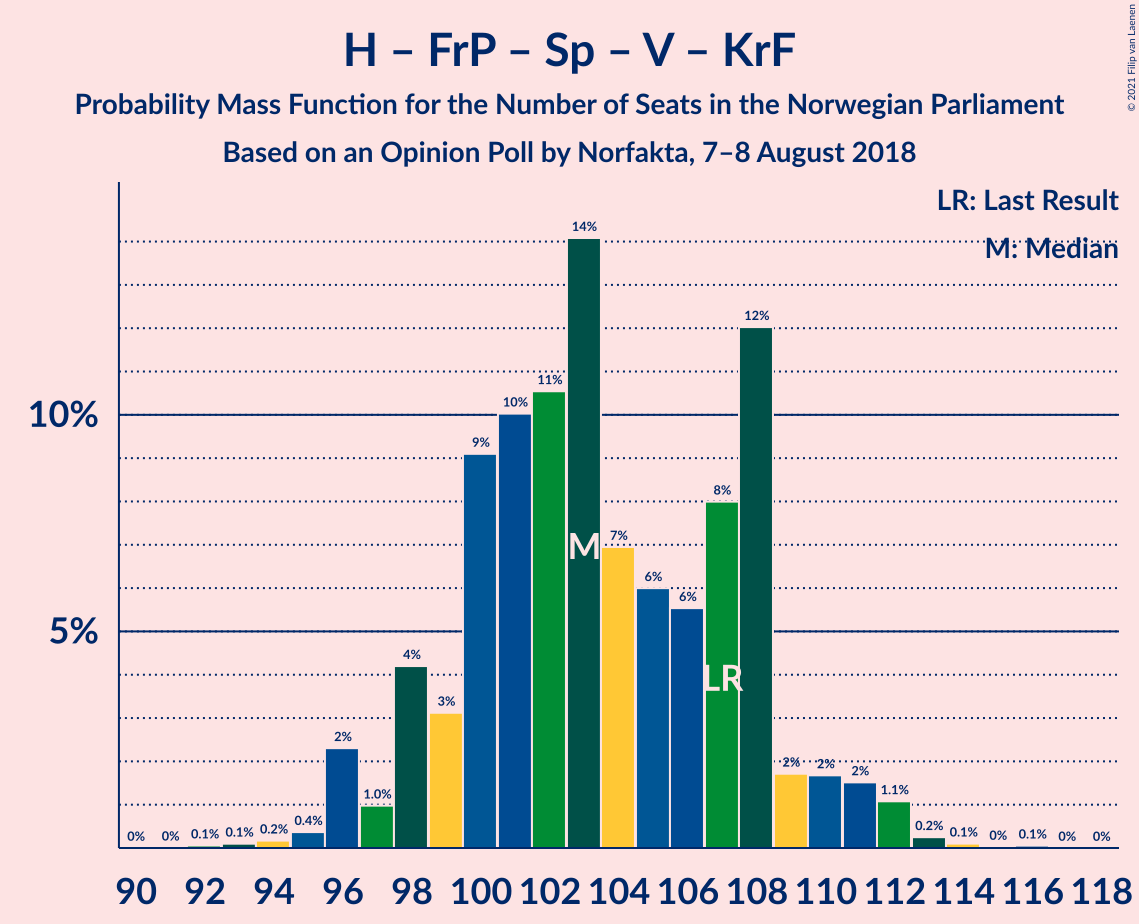 H – FrP – Sp – V – KrF
Probability Mass Function for the Number of Seats in the Norwegian Parliament
Based on an Opinion Poll by Norfakta, 7–8 August 2018
© 2021 Filip van Laenen
LR: Last Result
M: Median
10%
5%
0% 0% 0.1% 0.1% 0.2% 0.4% 2% 1.0% 4% 3% 9% 10% 11% 14% 7% 6% 6% 8% 12% 2% 2% 2% 1.1% 0.2% 0.1% 0% 0.1% 0% 0%
M
LR
90 92 94 96 98 100 102 104 106 108 110 112 114 116 118